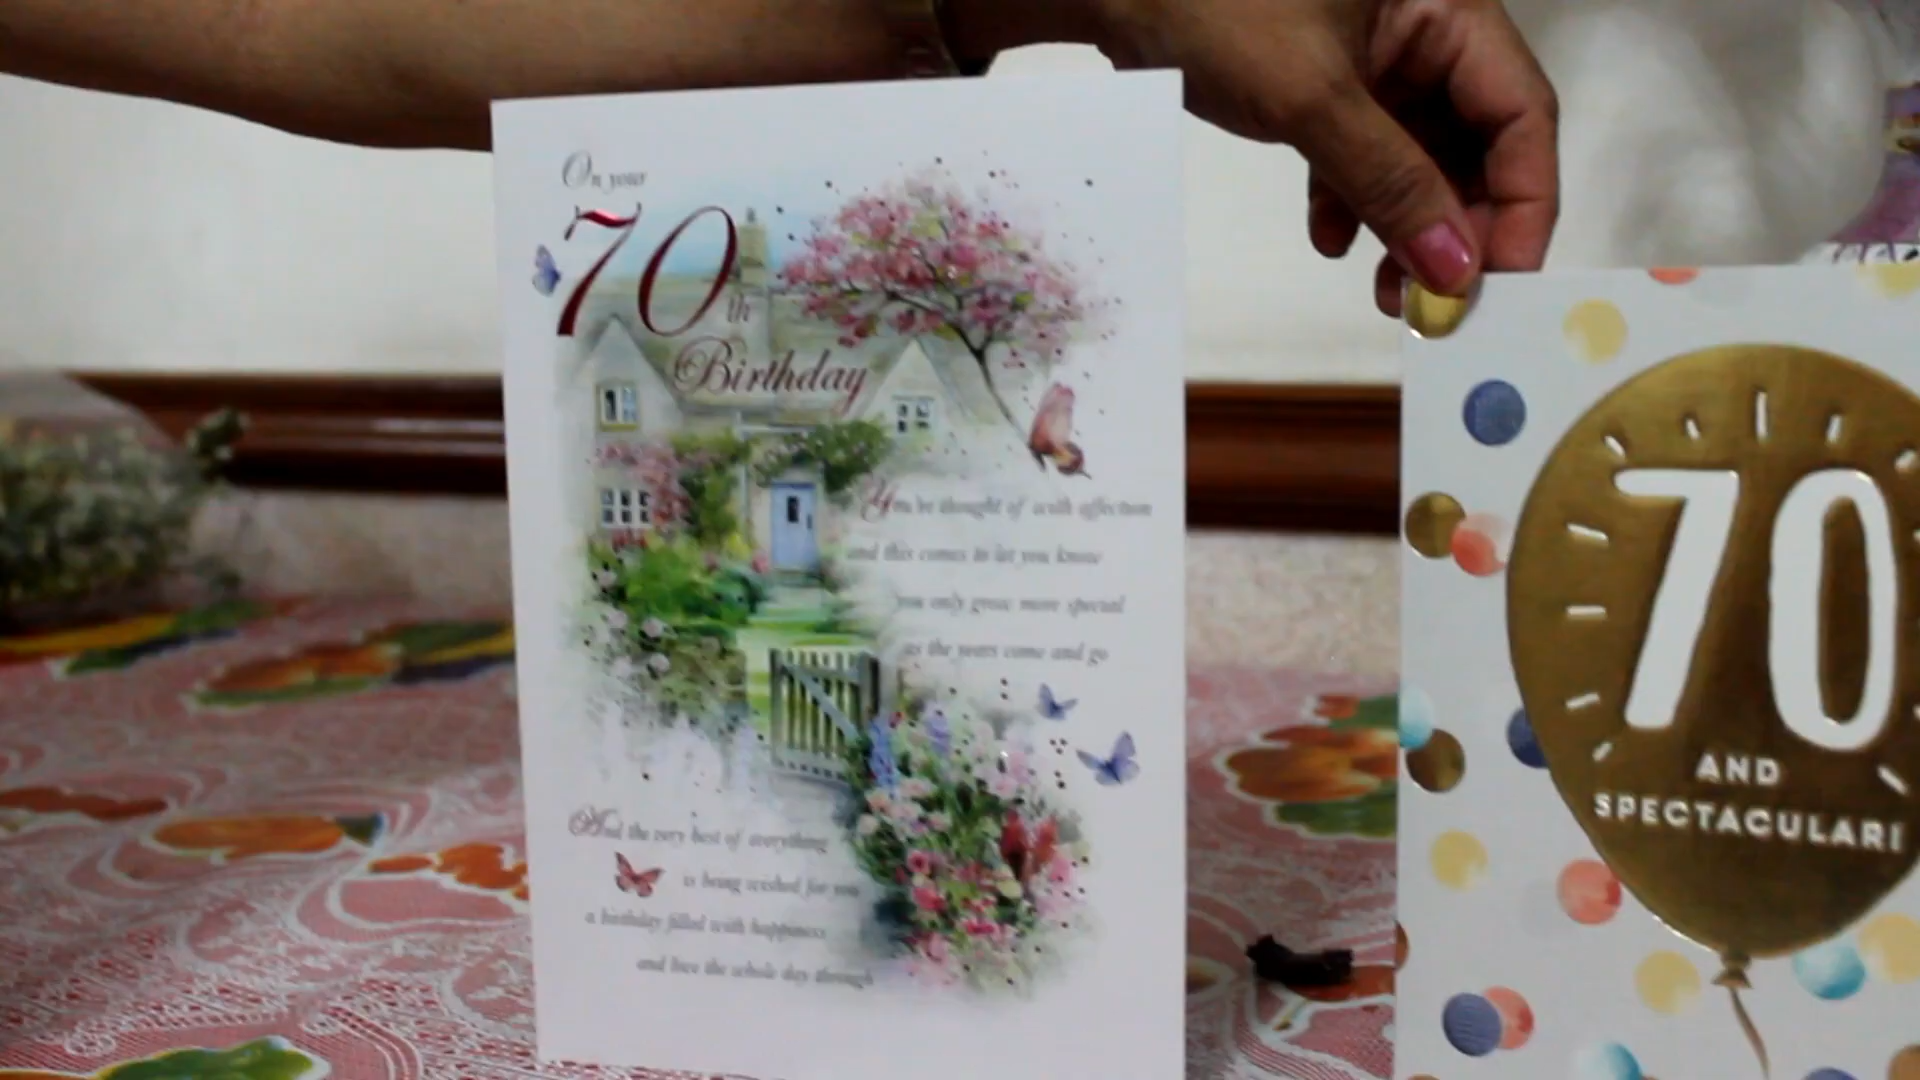 On your
70th
Birthday
You're thought of with affection
and this comes to let you know
you only grow more special
as the years come and go
And the very best of everything
is being wished for you
a birthday filled with happiness
and love the whole day through
70
AND
SPECTACULAR!